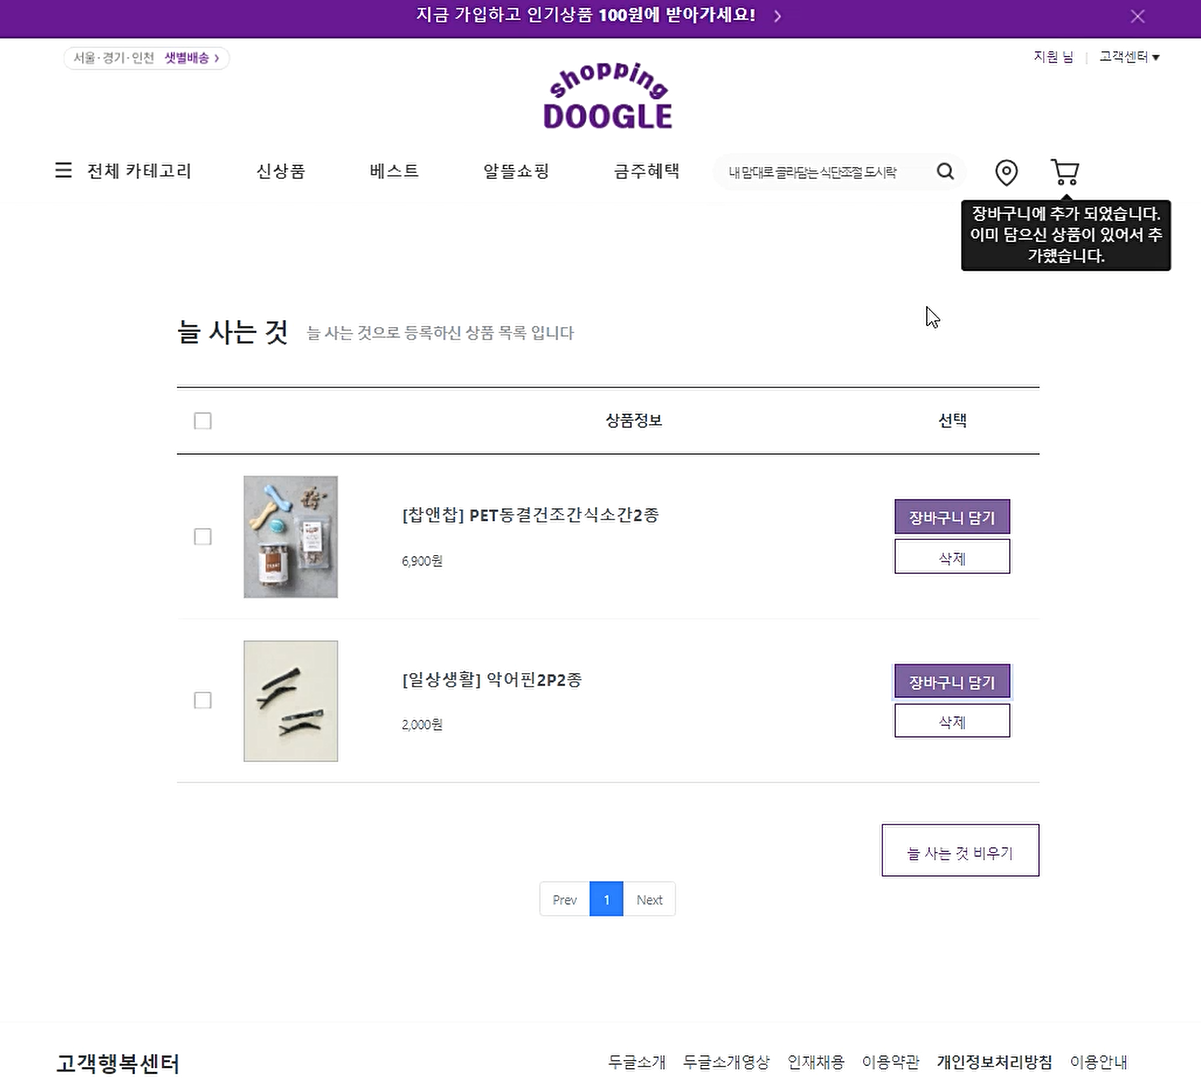 지금 가입하고 인기상품 100원에 받아가세요!
서울·경기·인천 샛별배송
지원 님
고객센터
shopping
DOOGLE
전체 카테고리
신상품
베스트
알뜰쇼핑
금주혜택
내 맘대로 골라담는 식단조절 도시락
장바구니에 추가 되었습니다.
이미 담으신 상품이 있어서 추
가했습니다.
늘 사는 것
늘 사는 것으로 등록하신 상품 목록 입니다
상품정보
선택
[찹앤찹] PET동결건조간식소간2종
6,900원
장바구니 담기
삭제
[일상생활] 악어핀2P2종
2,000원
장바구니 담기
삭제
늘 사는 것 비우기
Prev 1 Next
고객행복센터
두글소개 두글소개영상 인재채용 이용약관 개인정보처리방침 이용안내